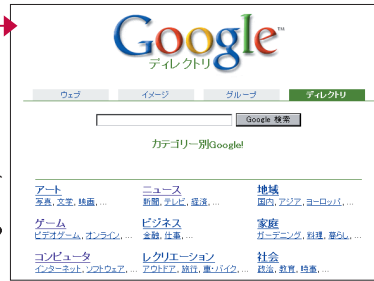 Google™
ディレクトリ
ウェブ イメージ グループ ディレクトリ
Google 検索
カテゴリー別Google!
アート ニュース 地域
写真, 文学, 映画, ... 新聞, テレビ, 経済, ... 国内, アジア, ヨーロッパ, ...
ゲーム ビジネス 家庭
ビデオゲーム, オンライン, ... 金融, 仕事, ... ガーデニング, 料理, 暮らし, ...
コンピュータ レクリエーション 社会
インターネット, ソフトウェア, ... アウトドア, 旅行, 車・バイク, ... 政治, 教育, 時事, ...